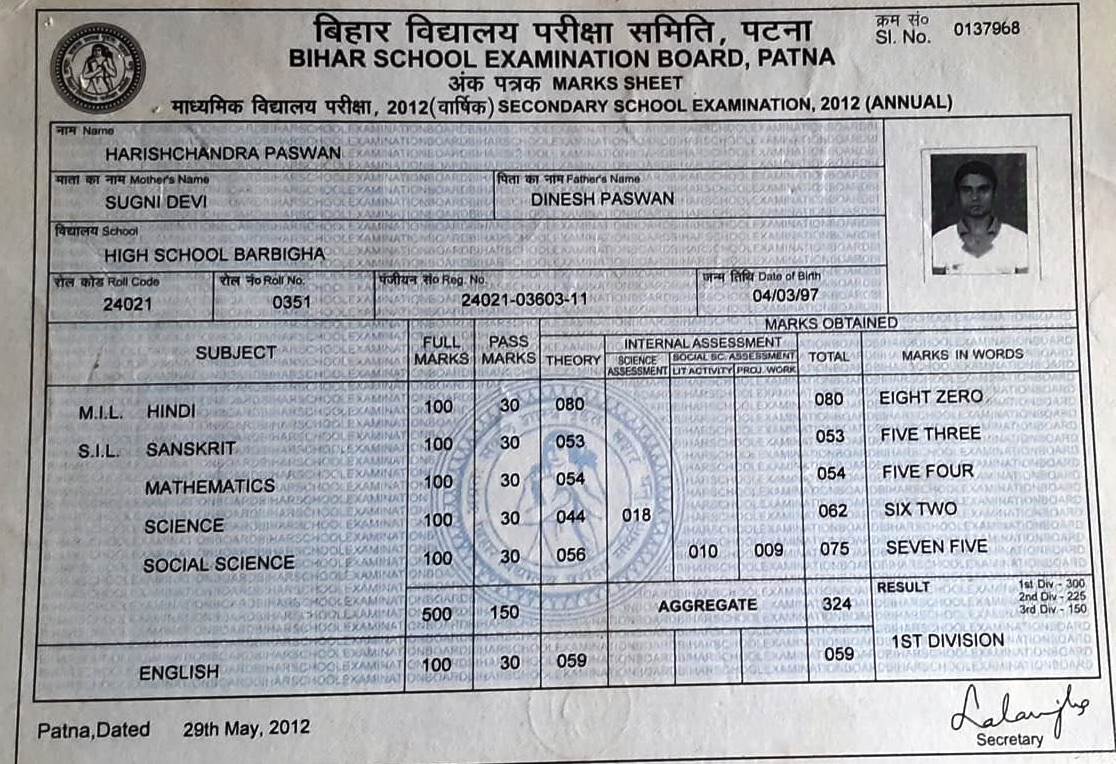 बिहार विद्यालय परीक्षा समिति, पटना
क्रम सं० 0137968
Sl. No.
BIHAR SCHOOL EXAMINATION BOARD, PATNA
अंक पत्रक MARKS SHEET
माध्यमिक विद्यालय परीक्षा, 2012(वार्षिक) SECONDARY SCHOOL EXAMINATION, 2012 (ANNUAL)
नाम Name
HARISHCHANDRA PASWAN
माता का नाम Mother's Name पिता का नाम Father's Name
SUGNI DEVI DINESH PASWAN
विद्यालय School
HIGH SCHOOL BARBIGHA
रोल कोड Roll Code रोल नं० Roll No. पंजीयन सं० Reg. No. जन्म तिथि Date of Birth
24021 0351 24021-03603-11 04/03/97
MARKS OBTAINED
SUBJECT FULL MARKS PASS MARKS THEORY INTERNAL ASSESSMENT TOTAL MARKS IN WORDS
SCIENCE ASSESSMENT SOCIAL SC. ASSESSMENT
LIT ACTIVITY PROJ. WORK
M.I.L. HINDI 100 30 080 080 EIGHT ZERO
S.I.L. SANSKRIT 100 30 053 053 FIVE THREE
MATHEMATICS 100 30 054 054 FIVE FOUR
SCIENCE 100 30 044 018 062 SIX TWO
SOCIAL SCIENCE 100 30 056 010 009 075 SEVEN FIVE
500 150 AGGREGATE 324 RESULT
1st Div - 300
2nd Div - 225
3rd Div - 150
1ST DIVISION
ENGLISH 100 30 059 059
Patna,Dated 29th May, 2012
Secretary